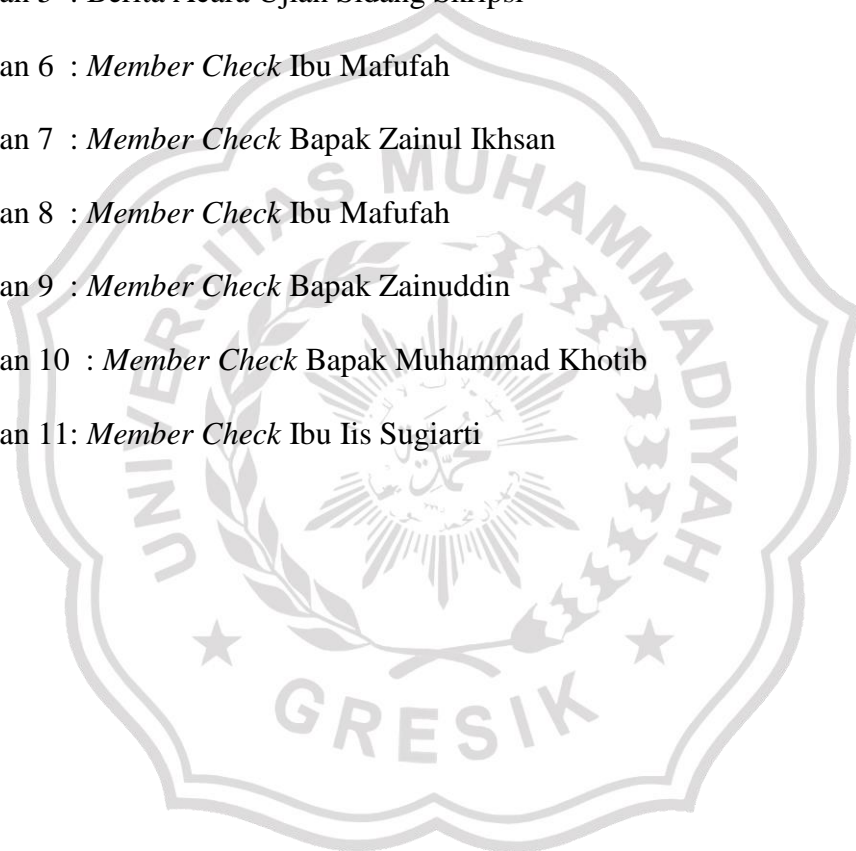 an 5 : Berita Acara Ujian Sidang Skripsi
an 6 : Member Check Ibu Mafufah
an 7 : Member Check Bapak Zainul Ikhsan
an 8 : Member Check Ibu Mafufah
an 9 : Member Check Bapak Zainuddin
an 10 : Member Check Bapak Muhammad Khotib
an 11: Member Check Ibu Iis Sugiarti
UNIVERSITAS MUHAMMADIYAH
GRESIK